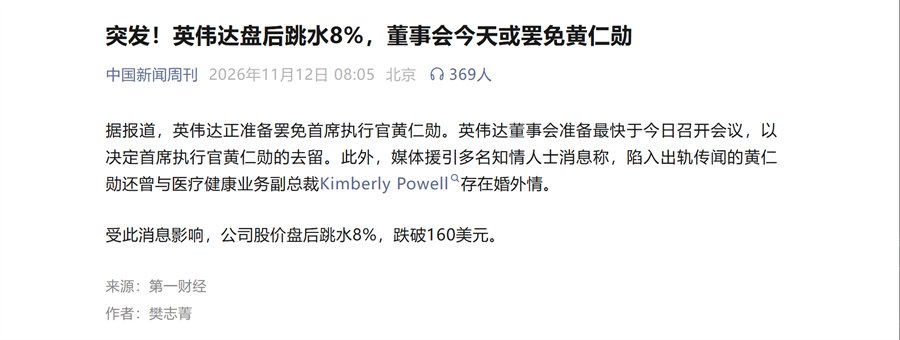 突发！英伟达盘后跳水8%，董事会今天或罢免黄仁勋
中国新闻周刊 2026年11月12日 08:05 北京 369人
据报道，英伟达正准备罢免首席执行官黄仁勋。英伟达董事会准备最快于今日召开会议，以
决定首席执行官黄仁勋的去留。此外，媒体援引多名知情人士消息称，陷入出轨传闻的黄仁
勋还曾与医疗健康业务副总裁Kimberly Powell存在婚外情。
受此消息影响，公司股价盘后跳水8%，跌破160美元。
来源：第一财经
作者：樊志菁